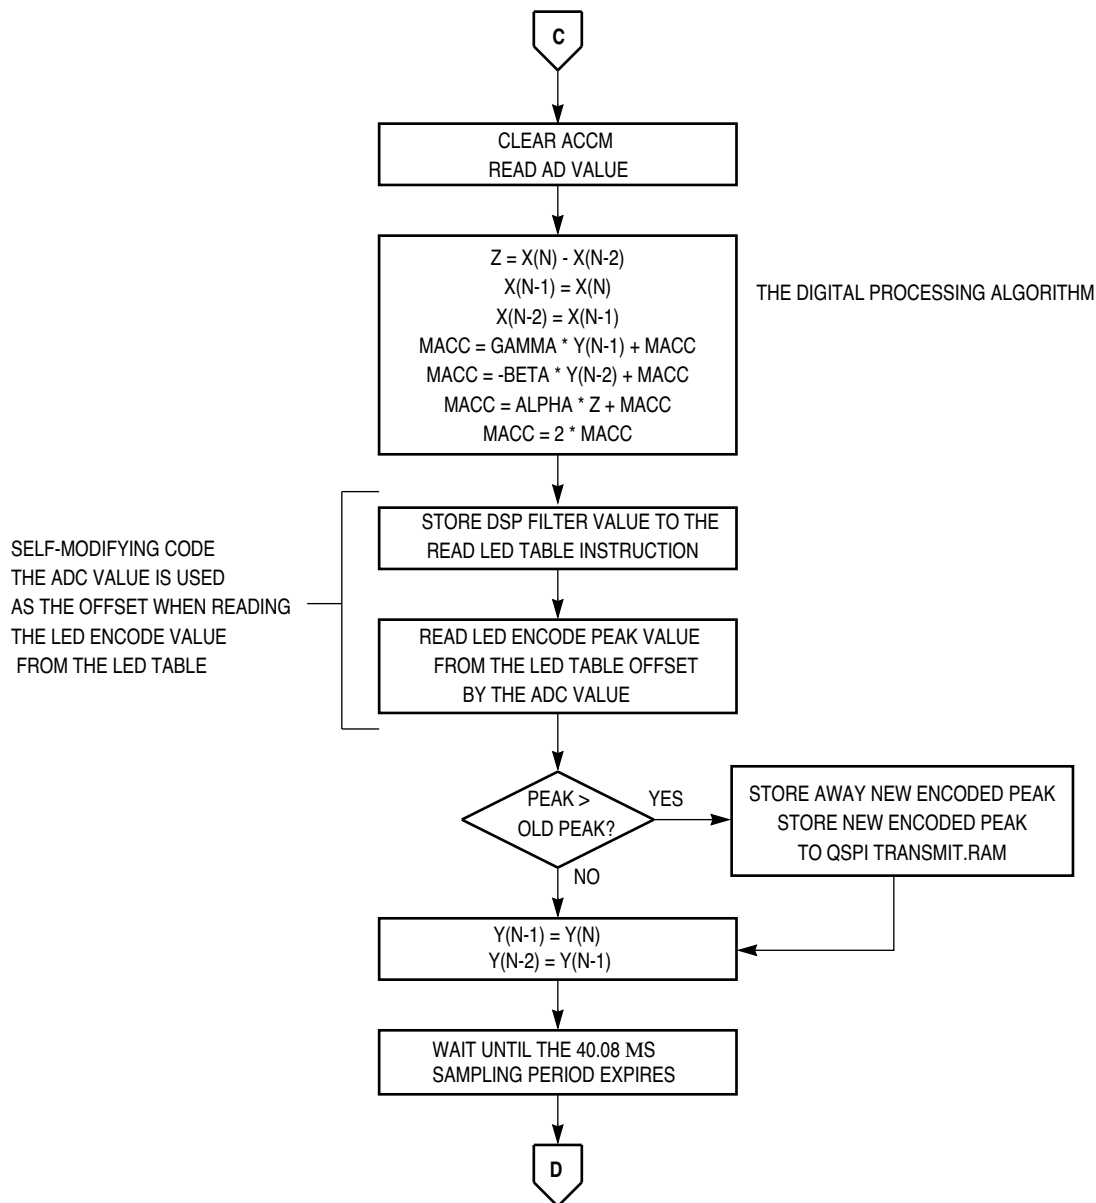 C
CLEAR ACCM
READ AD VALUE
Z = X(N) - X(N-2)
X(N-1) = X(N)
X(N-2) = X(N-1)
MACC = GAMMA * Y(N-1) + MACC
MACC = -BETA * Y(N-2) + MACC
MACC = ALPHA * Z + MACC
MACC = 2 * MACC
THE DIGITAL PROCESSING ALGORITHM
STORE DSP FILTER VALUE TO THE
READ LED TABLE INSTRUCTION
SELF-MODIFYING CODE
THE ADC VALUE IS USED
AS THE OFFSET WHEN READING
THE LED ENCODE VALUE
FROM THE LED TABLE
READ LED ENCODE PEAK VALUE
FROM THE LED TABLE OFFSET
BY THE ADC VALUE
PEAK >
OLD PEAK?
YES
STORE AWAY NEW ENCODED PEAK
STORE NEW ENCODED PEAK
TO QSPI TRANSMIT.RAM
NO
Y(N-1) = Y(N)
Y(N-2) = Y(N-1)
WAIT UNTIL THE 40.08 MS
SAMPLING PERIOD EXPIRES
D